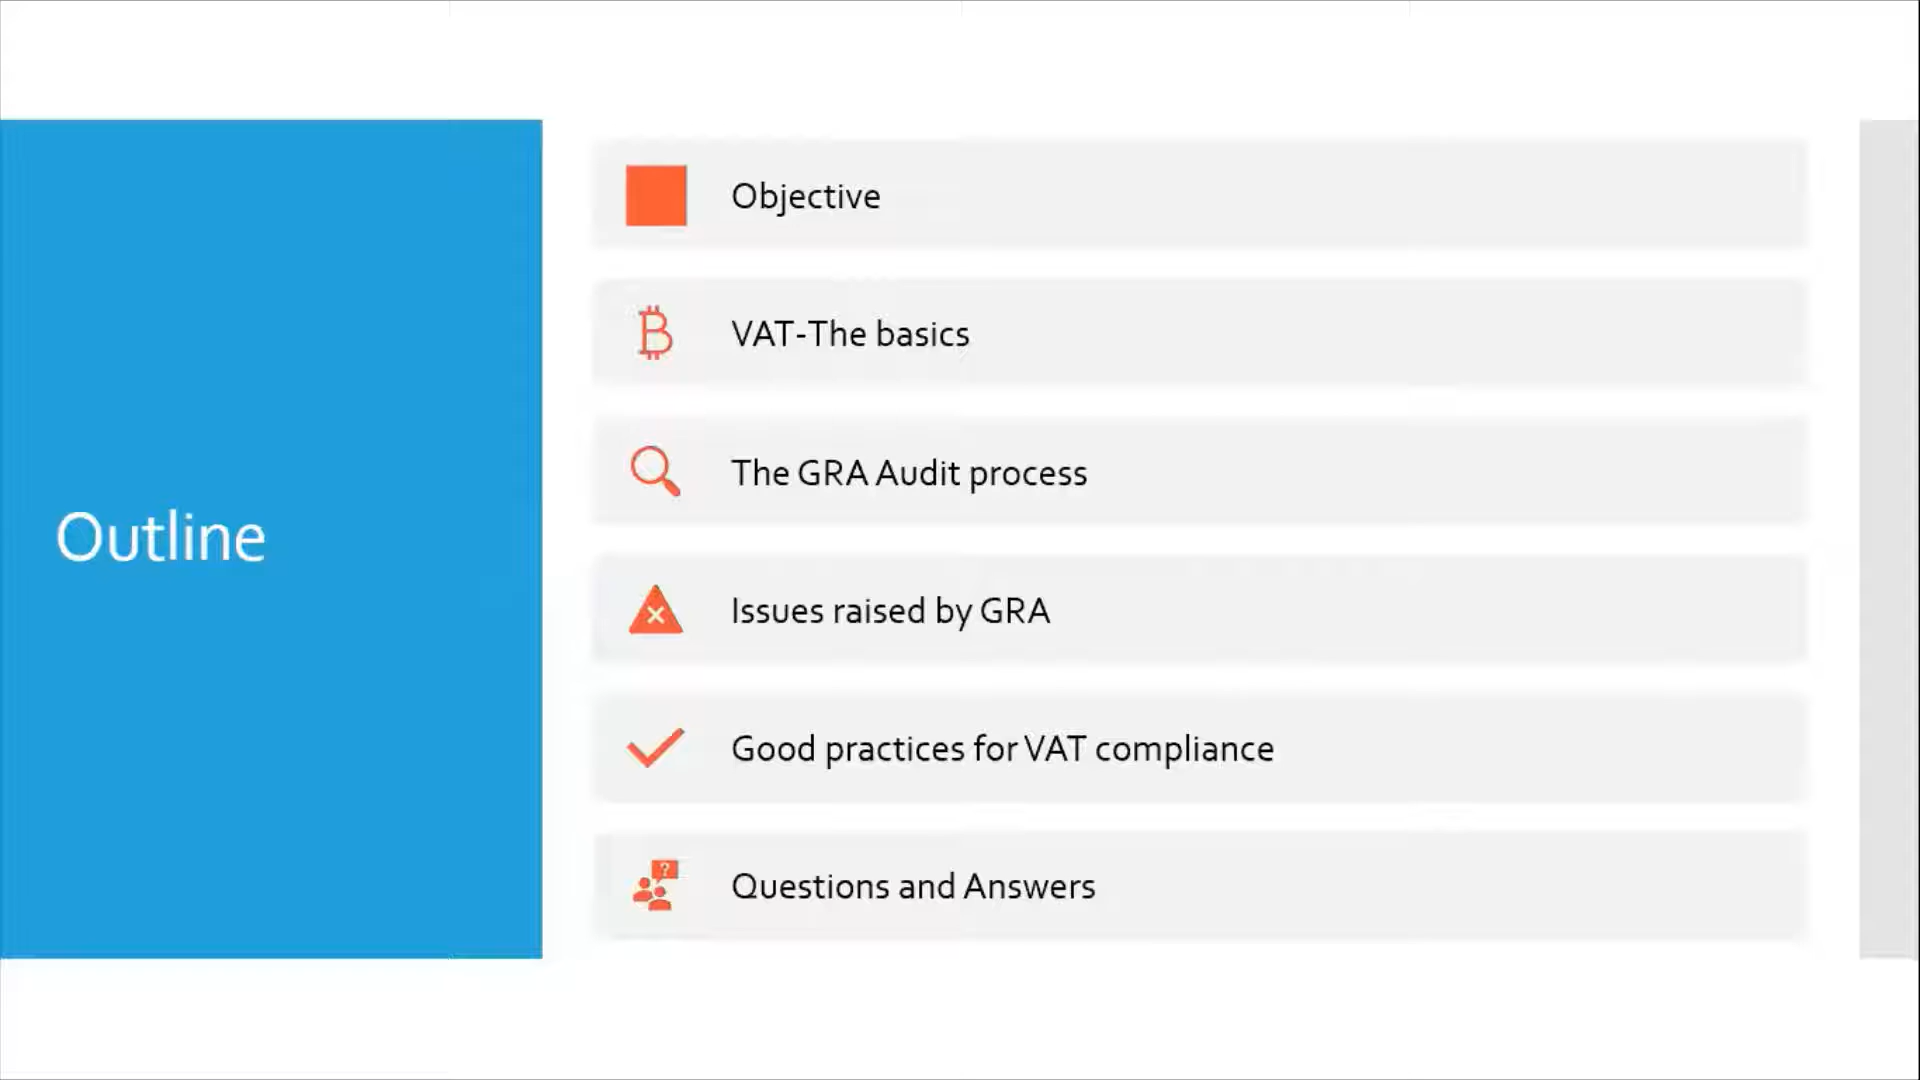 Outline
Objective
VAT-The basics
The GRA Audit process
Issues raised by GRA
Good practices for VAT compliance
Questions and Answers